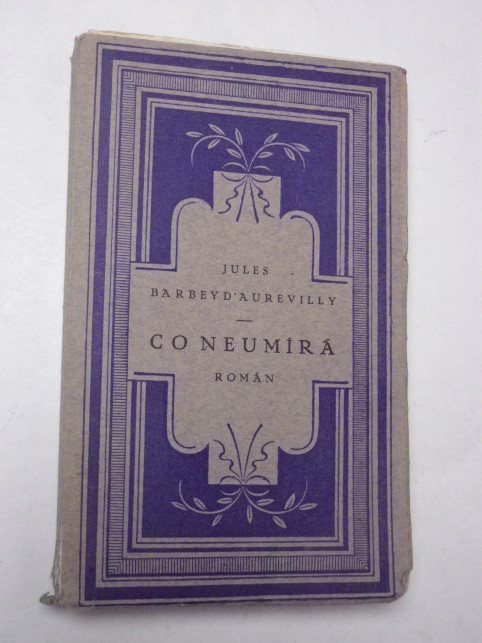 JULES
BARBEY D'AUREVILLY
CO NEUMÍRÁ
ROMÁN